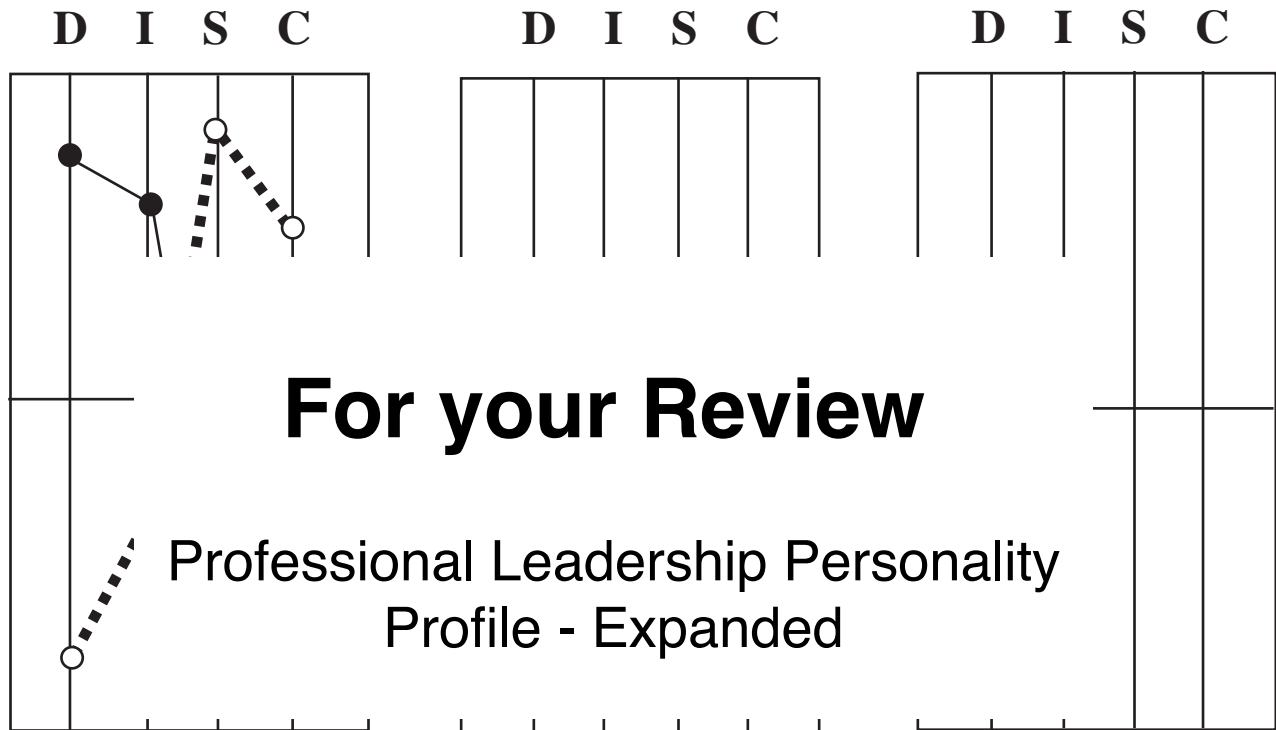 D I S C D I S C D I S C
For your Review
Professional Leadership Personality
Profile - Expanded